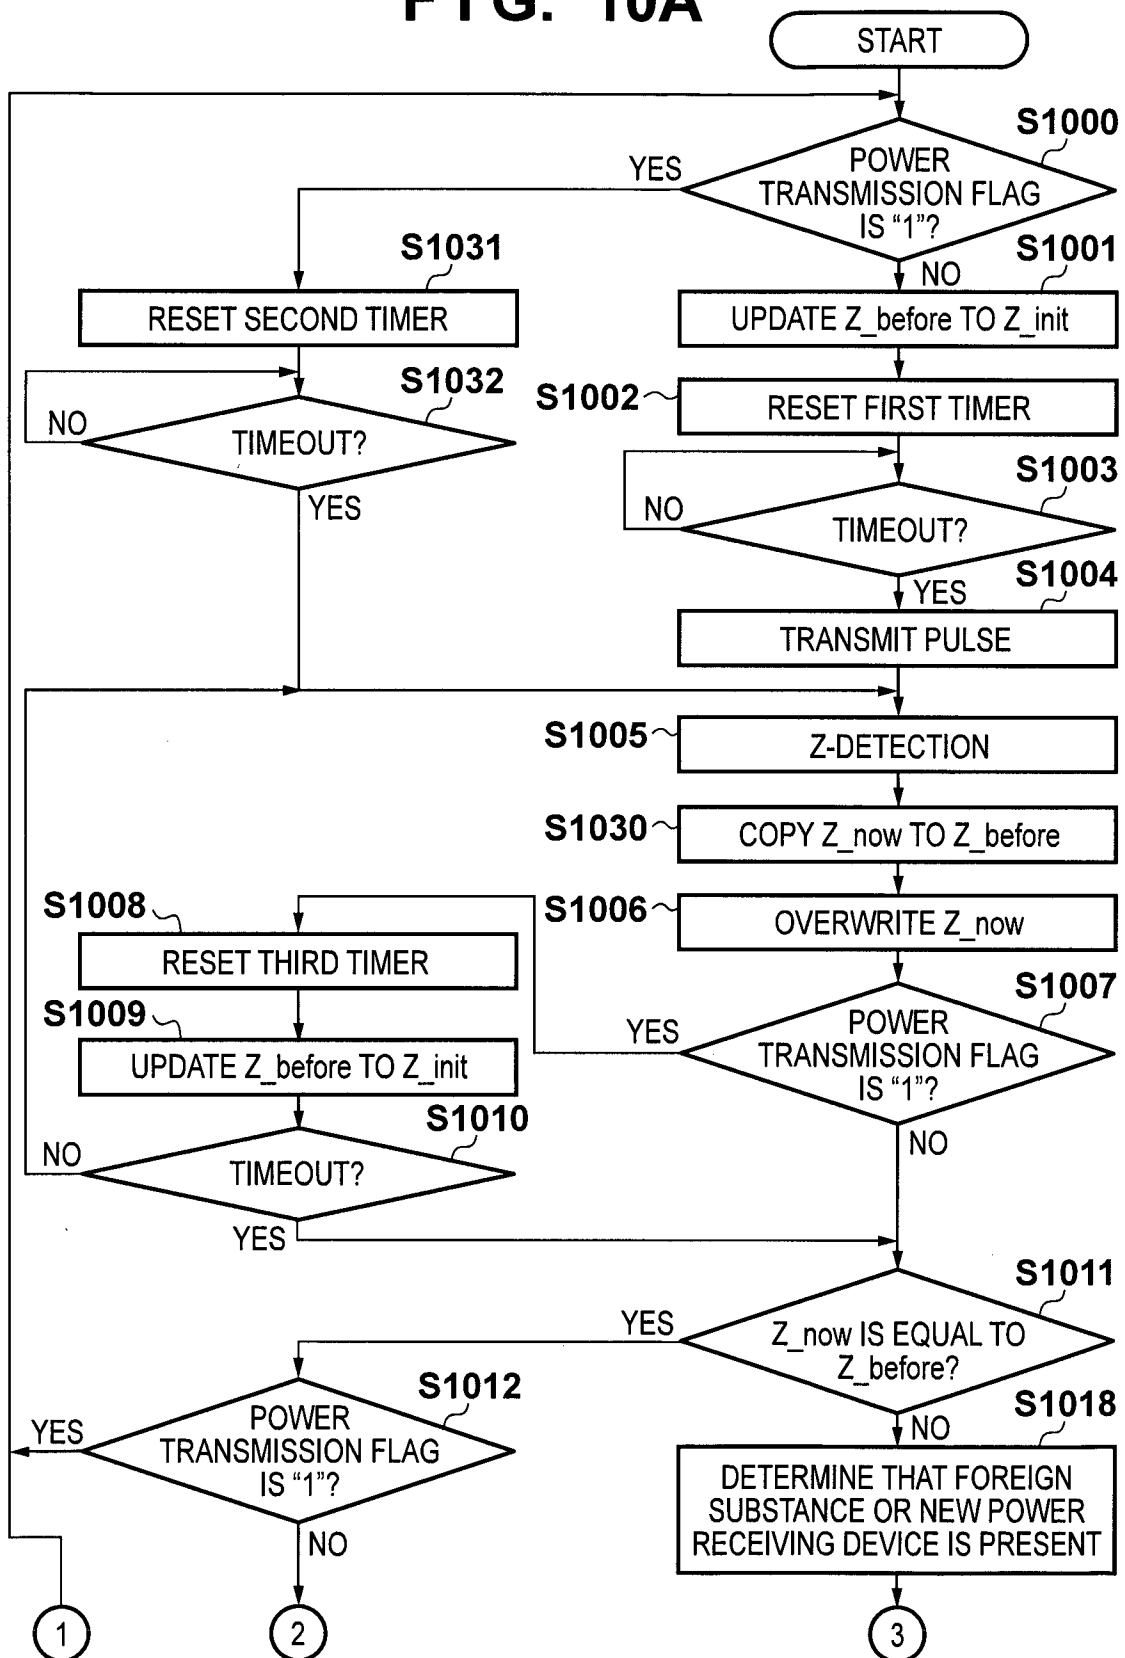 FIG. 10A
START
S1000
POWER
TRANSMISSION FLAG
IS “1”?
YES
NO
S1031
RESET SECOND TIMER
S1001
UPDATE Z_before TO Z_init
S1032
TIMEOUT?
NO
YES
S1002
RESET FIRST TIMER
S1003
TIMEOUT?
NO
YES
S1004
TRANSMIT PULSE
S1005
Z-DETECTION
S1030
COPY Z_now TO Z_before
S1006
OVERWRITE Z_now
S1007
POWER
TRANSMISSION FLAG
IS “1”?
YES
NO
S1008
RESET THIRD TIMER
S1009
UPDATE Z_before TO Z_init
S1010
TIMEOUT?
NO
YES
S1011
Z_now IS EQUAL TO
Z_before?
YES
NO
S1012
POWER
TRANSMISSION FLAG
IS “1”?
YES
NO
S1018
DETERMINE THAT FOREIGN
SUBSTANCE OR NEW POWER
RECEIVING DEVICE IS PRESENT
1
2
3